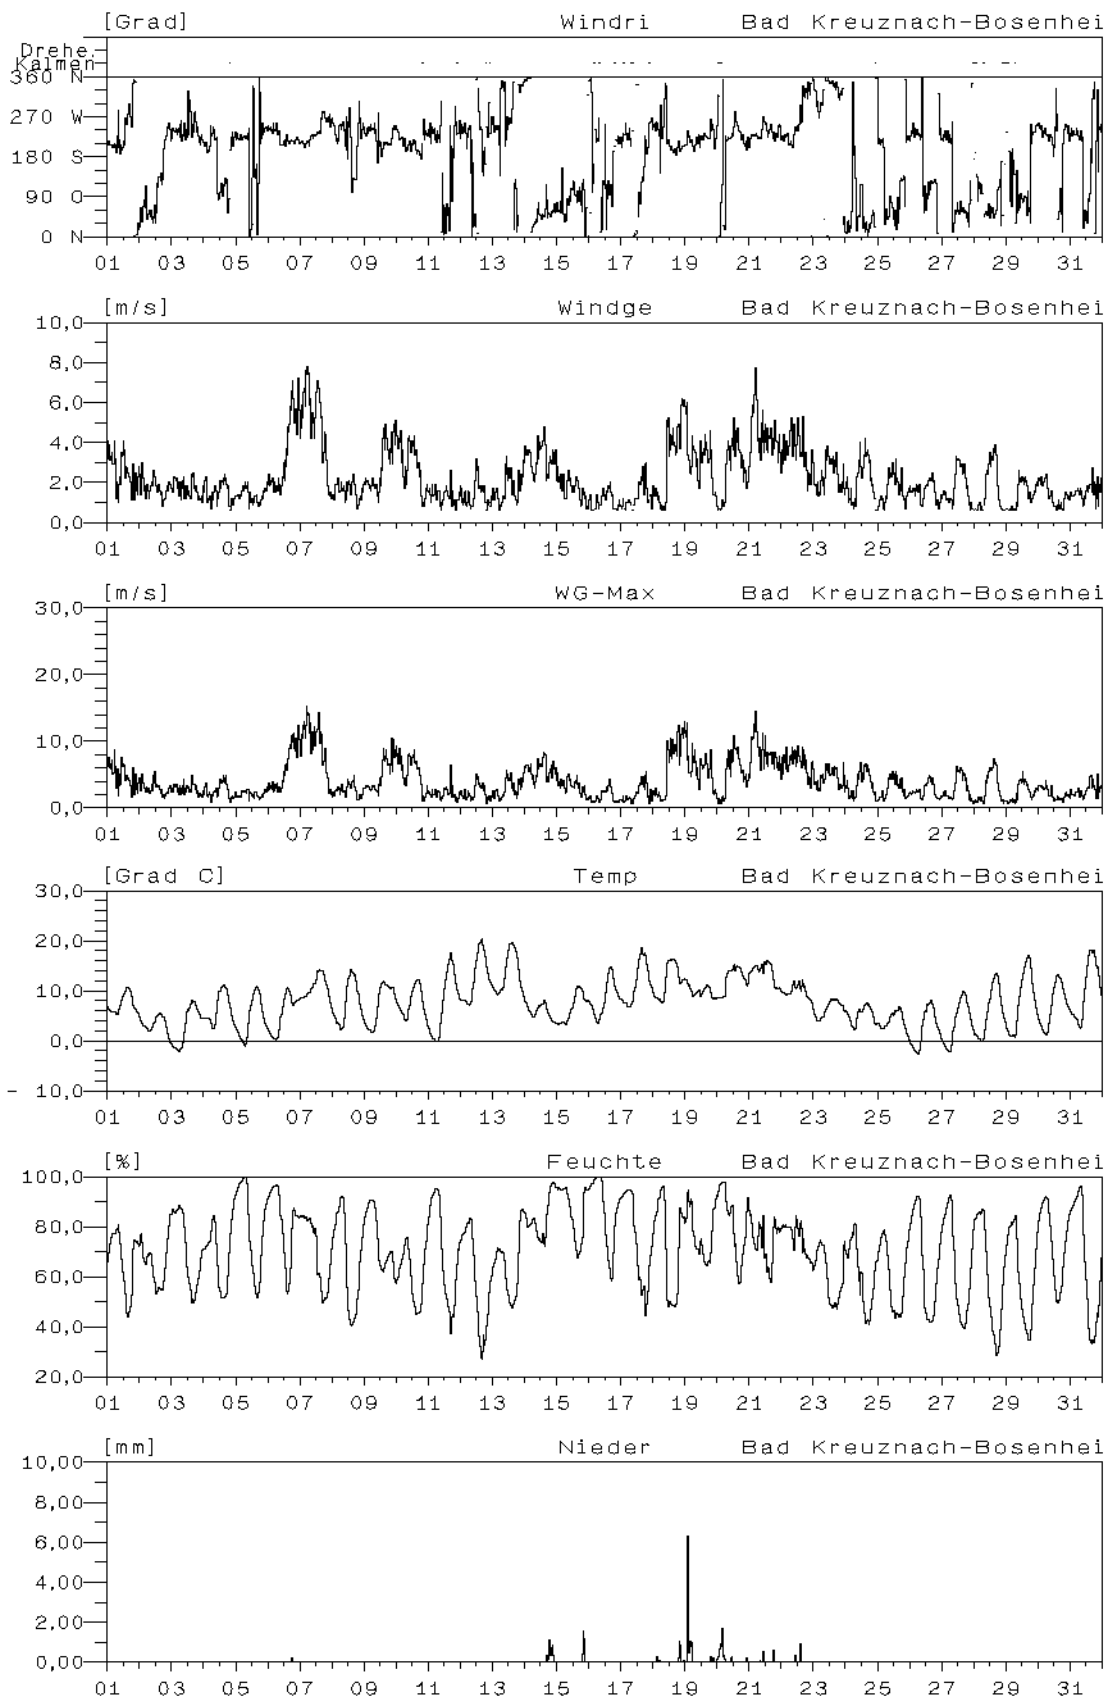 [Grad] Windri Bad Kreuznach-Bosenhei
Drehe.
Kalmen
360 N
270 W
180 S
90 O
0 N
01 03 05 07 09 11 13 15 17 19 21 23 25 27 29 31
[m/s] Windge Bad Kreuznach-Bosenhei
10,0
8,0
6,0
4,0
2,0
0,0
01 03 05 07 09 11 13 15 17 19 21 23 25 27 29 31
[m/s] WG-Max Bad Kreuznach-Bosenhei
30,0
20,0
10,0
0,0
01 03 05 07 09 11 13 15 17 19 21 23 25 27 29 31
[Grad C] Temp Bad Kreuznach-Bosenhei
30,0
20,0
10,0
0,0
- 10,0
01 03 05 07 09 11 13 15 17 19 21 23 25 27 29 31
[%] Feuchte Bad Kreuznach-Bosenhei
100,0
80,0
60,0
40,0
20,0
01 03 05 07 09 11 13 15 17 19 21 23 25 27 29 31
[mm] Nieder Bad Kreuznach-Bosenhei
10,00
8,00
6,00
4,00
2,00
0,00
01 03 05 07 09 11 13 15 17 19 21 23 25 27 29 31